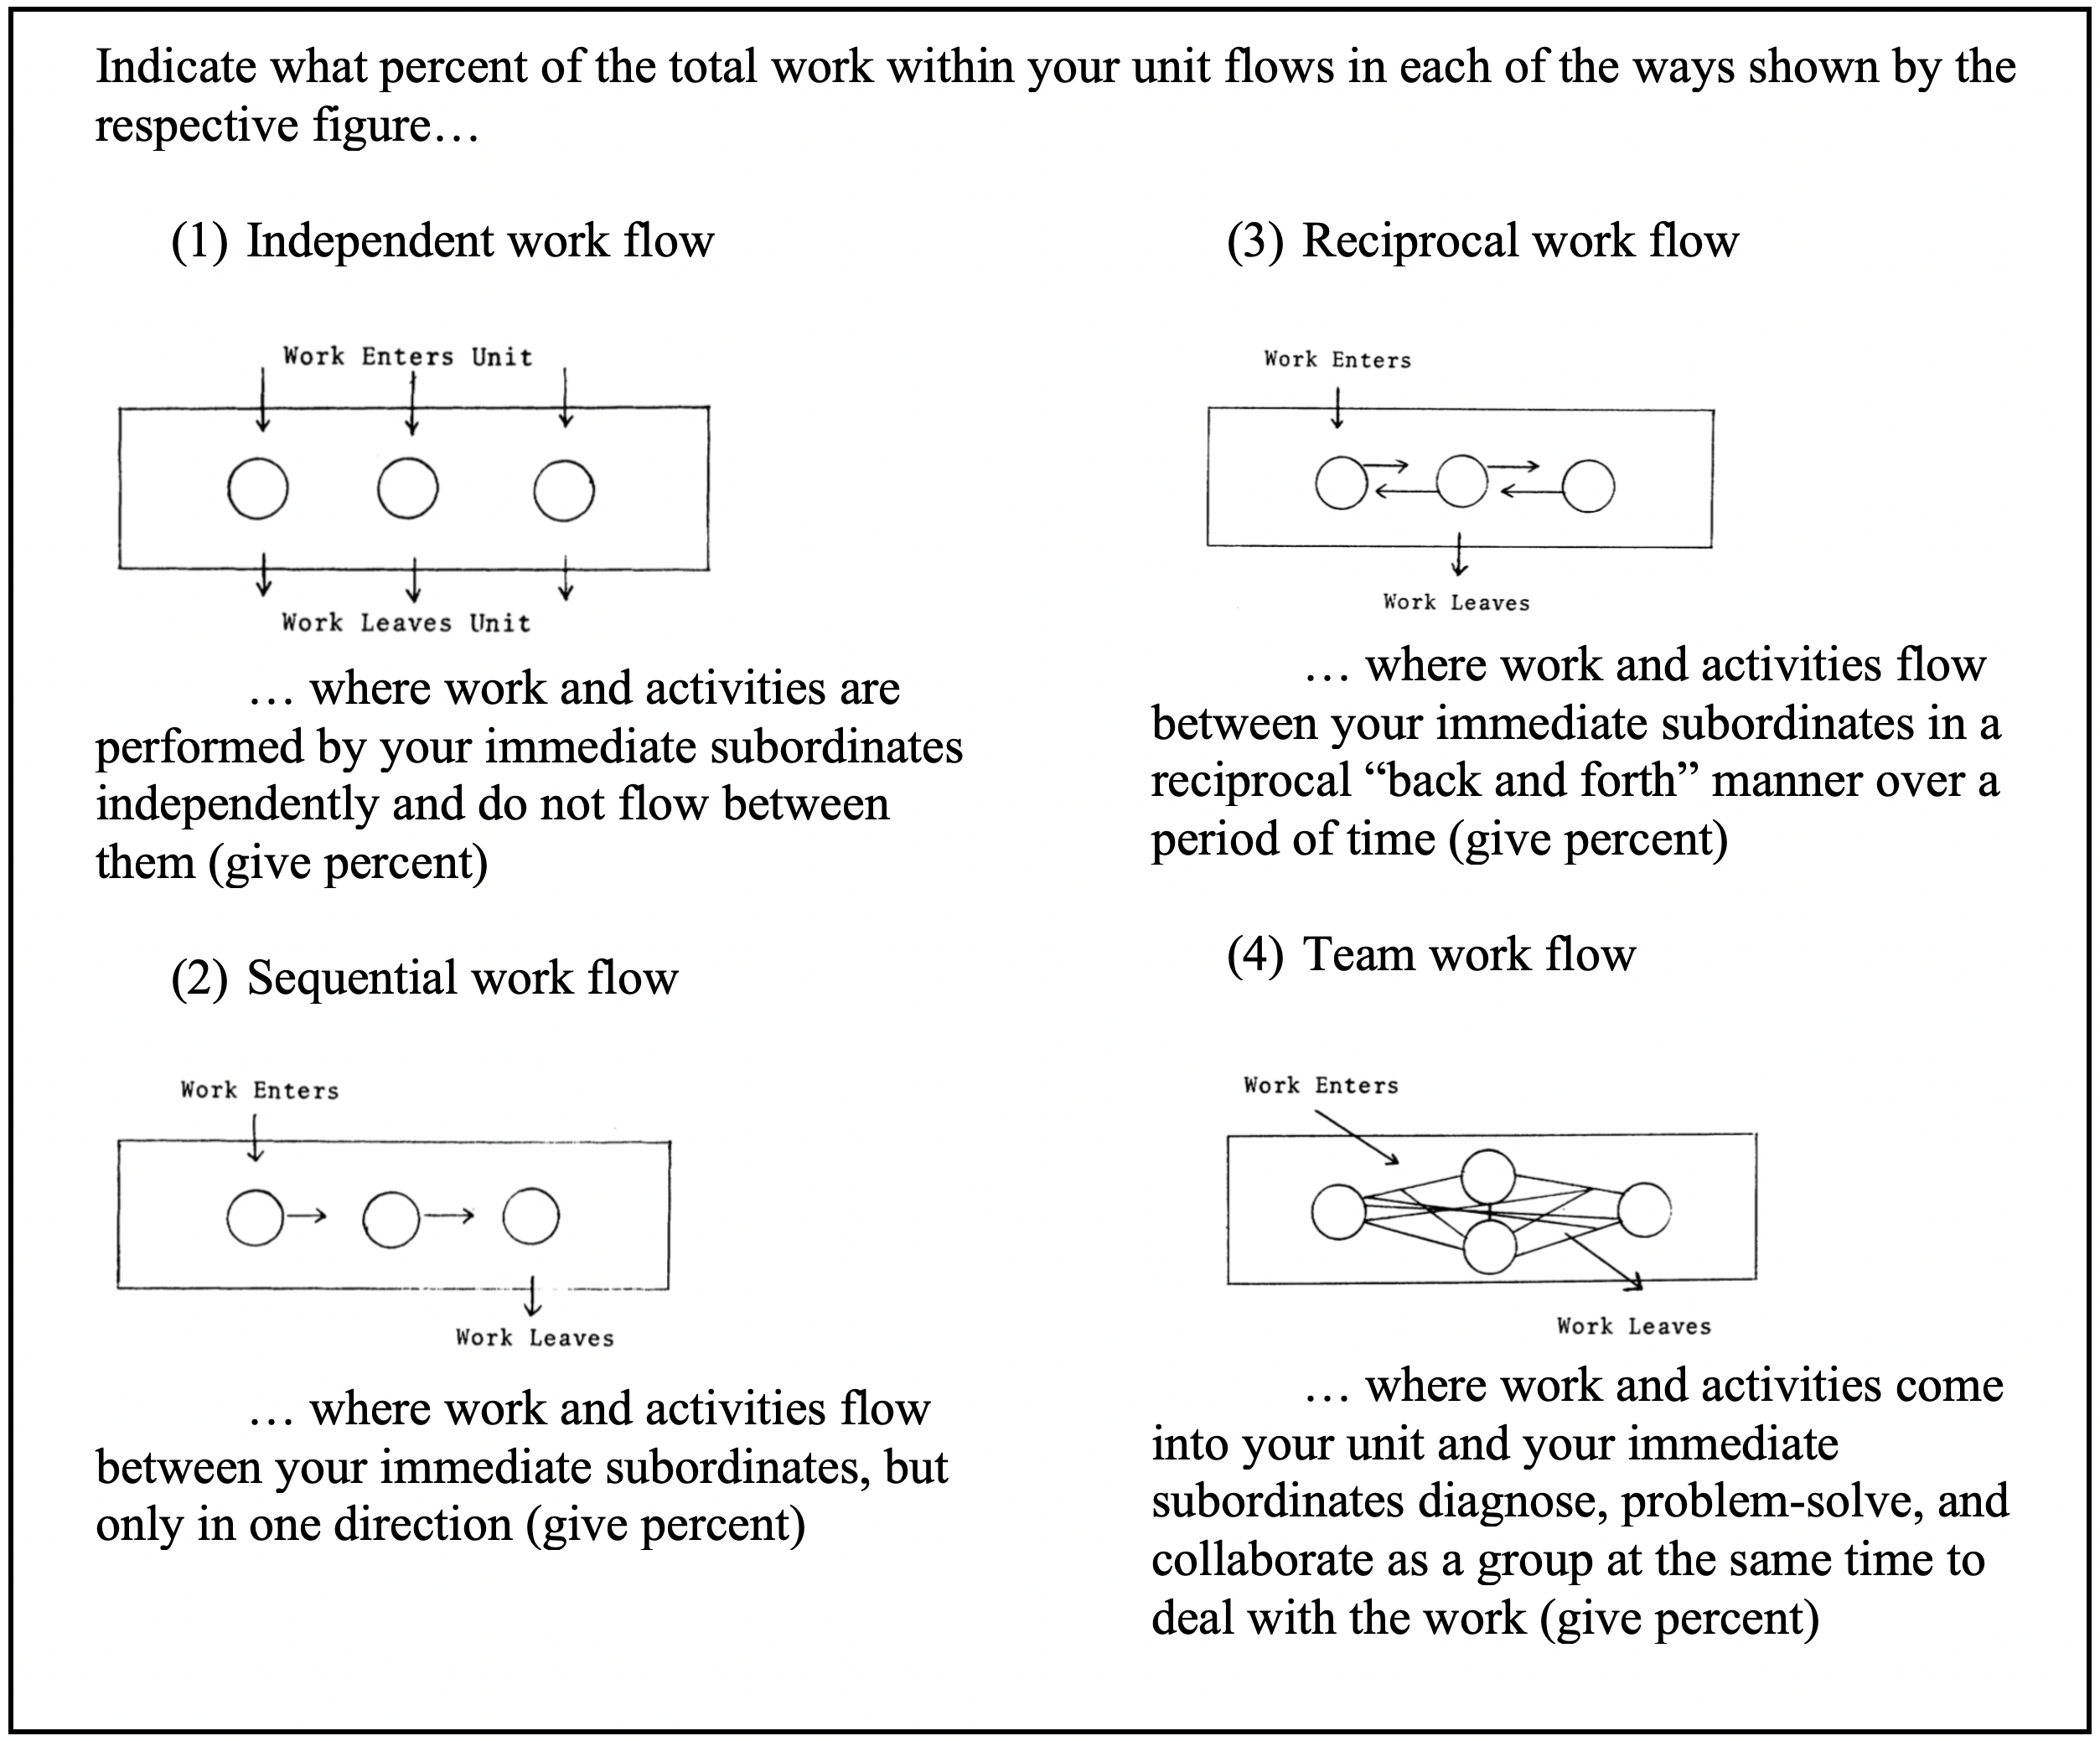 Indicate what percent of the total work within your unit flows in each of the ways shown by the
respective figure…
(1) Independent work flow
Work Enters Unit
Work Leaves Unit
… where work and activities are
performed by your immediate subordinates
independently and do not flow between
them (give percent)
(2) Sequential work flow
Work Enters
Work Leaves
… where work and activities flow
between your immediate subordinates, but
only in one direction (give percent)
(3) Reciprocal work flow
Work Enters
Work Leaves
… where work and activities flow
between your immediate subordinates in a
reciprocal “back and forth” manner over a
period of time (give percent)
(4) Team work flow
Work Enters
Work Leaves
… where work and activities come
into your unit and your immediate
subordinates diagnose, problem-solve, and
collaborate as a group at the same time to
deal with the work (give percent)